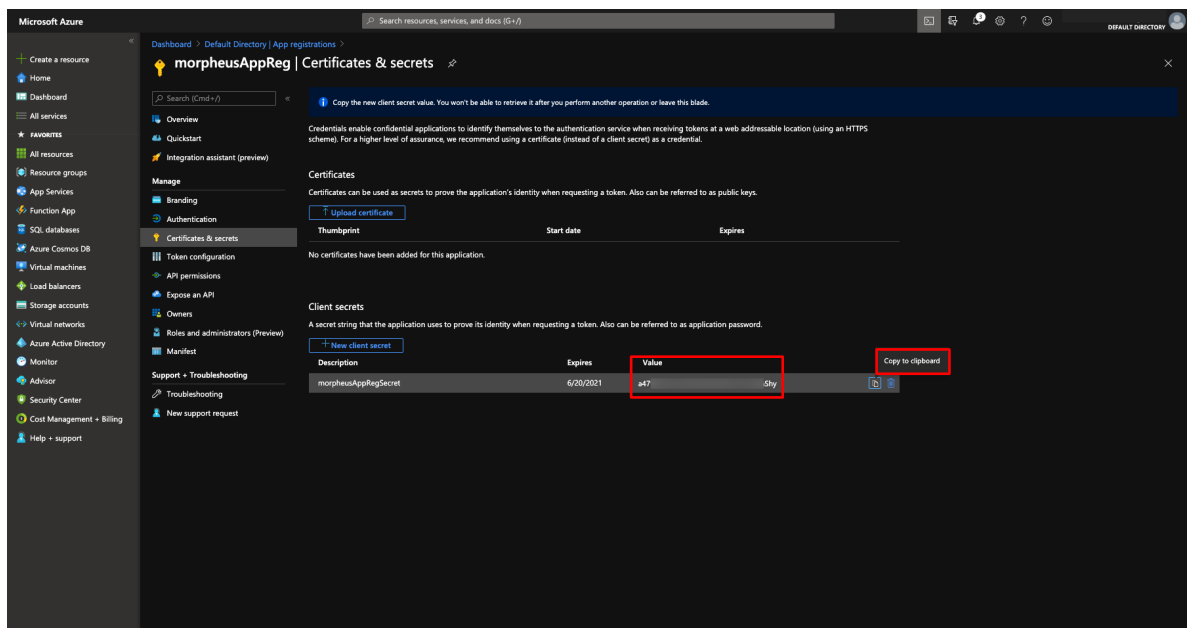 Microsoft Azure
Search resources, services, and docs (G+/)
3
?
DEFAULT DIRECTORY
Create a resource
Home
Dashboard
All services
FAVORITES
All resources
Resource groups
App Services
Function App
SQL databases
Azure Cosmos DB
Virtual machines
Load balancers
Storage accounts
Virtual networks
Azure Active Directory
Monitor
Advisor
Security Center
Cost Management + Billing
Help + support
Dashboard > Default Directory | App registrations >
morpheusAppReg | Certificates & secrets
Search (Cmd+/)
Overview
Quickstart
Integration assistant (preview)
Manage
Branding
Authentication
Certificates & secrets
Token configuration
API permissions
Expose an API
Owners
Roles and administrators (Preview)
Manifest
Support + Troubleshooting
Troubleshooting
New support request
Copy the new client secret value. You won't be able to retrieve it after you perform another operation or leave this blade.
Credentials enable confidential applications to identify themselves to the authentication service when receiving tokens at a web addressable location (using an HTTPS
scheme). For a higher level of assurance, we recommend using a certificate (instead of a client secret) as a credential.
Certificates
Certificates can be used as secrets to prove the application's identity when requesting a token. Also can be referred to as public keys.
Upload certificate
Thumbprint Start date Expires
No certificates have been added for this application.
Client secrets
A secret string that the application uses to prove its identity when requesting a token. Also can be referred to as application password.
New client secret
Copy to clipboard
Description Expires Value
morpheusAppRegSecret 6/20/2021 a47 Shy